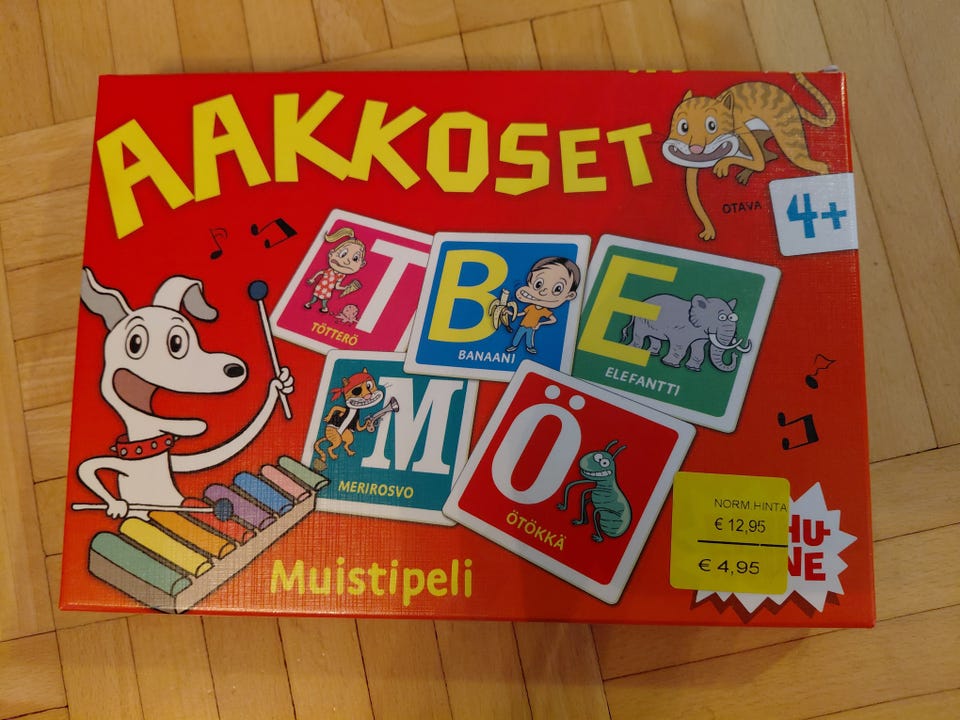 AAKKOSET
OTAVA
4+
T
TÖTTERÖ
B
BANAANI
E
ELEFANTTI
M
MERIROSVO
Ö
ÖTÖKKÄ
Muistipeli
NORM.HINTA
€ 12,95
€ 4,95